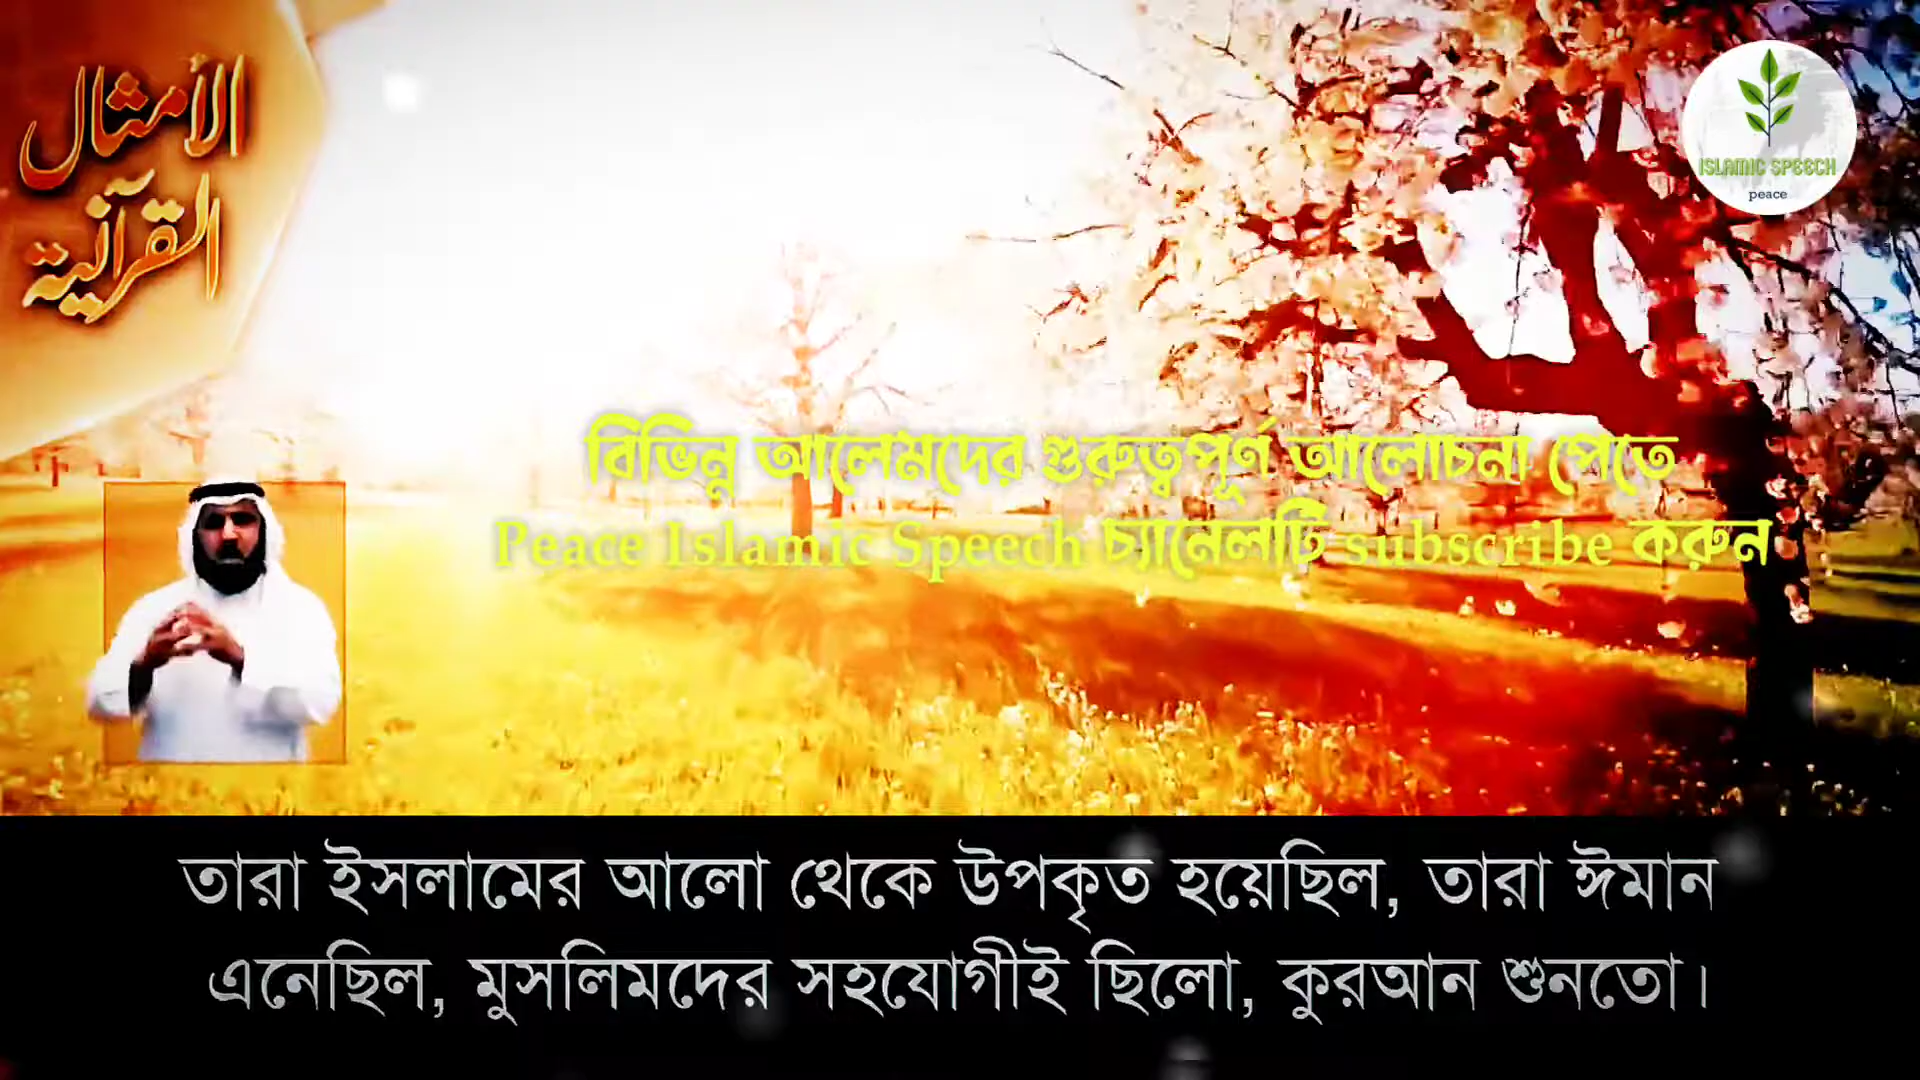 الأمثال
القرآنية
ISLAMIC SPEECH
peace
বিভিন্ন আলেমদের গুরুত্বপূর্ণ আলোচনা পেতে
Peace Islamic Speech চ্যানেলটি subscribe করুন
তারা ইসলামের আলো থেকে উপকৃত হয়েছিল, তারা ঈমান
এনেছিল, মুসলিমদের সহযোগীই ছিলো, কুরআন শুনতো।